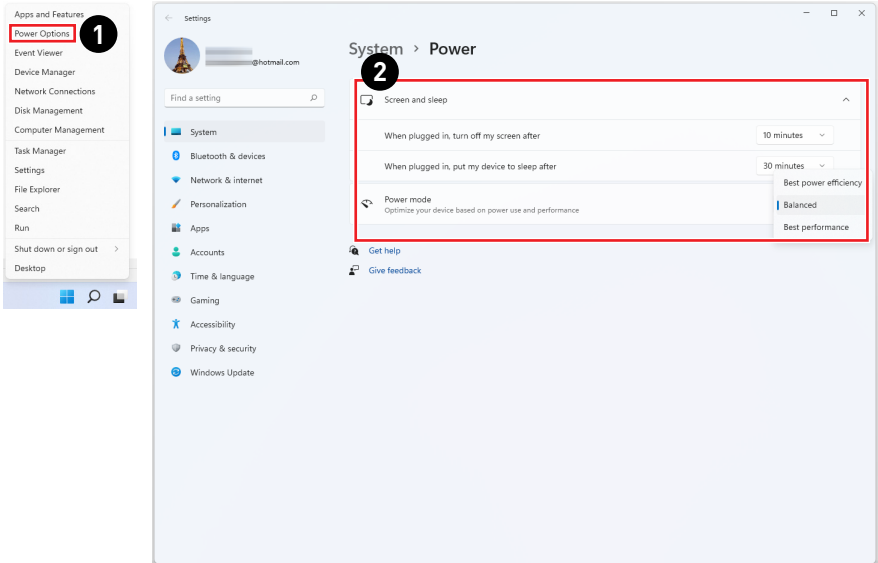 Apps and Features
Power Options
1
Event Viewer
Device Manager
Network Connections
Disk Management
Computer Management
Task Manager
Settings
File Explorer
Search
Run
Shut down or sign out
Desktop
Settings
@hotmail.com
Find a setting
System
Bluetooth & devices
Network & internet
Personalization
Apps
Accounts
Time & language
Gaming
Accessibility
Privacy & security
Windows Update
System > Power
2
Screen and sleep
When plugged in, turn off my screen after 10 minutes
When plugged in, put my device to sleep after 30 minutes
Power mode
Optimize your device based on power use and performance
Best power efficiency
Balanced
Best performance
Get help
Give feedback